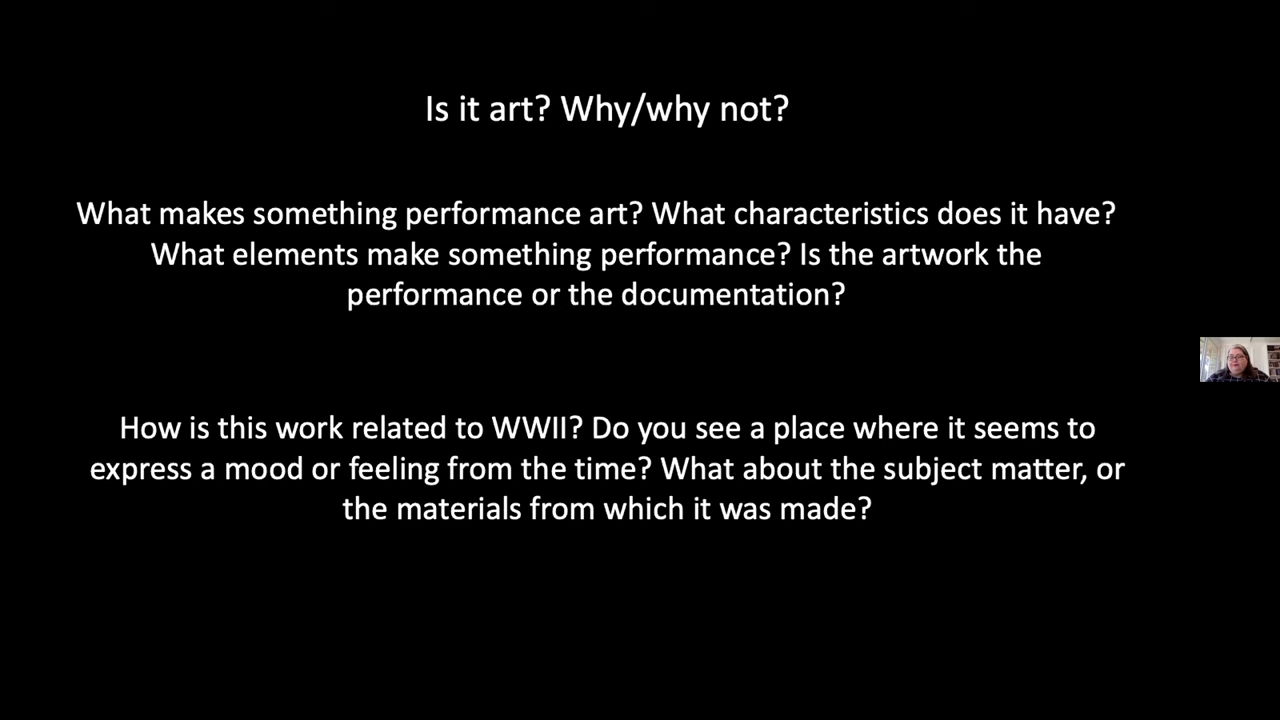 Is it art? Why/why not?
What makes something performance art? What characteristics does it have?
What elements make something performance? Is the artwork the
performance or the documentation?
How is this work related to WWII? Do you see a place where it seems to
express a mood or feeling from the time? What about the subject matter, or
the materials from which it was made?